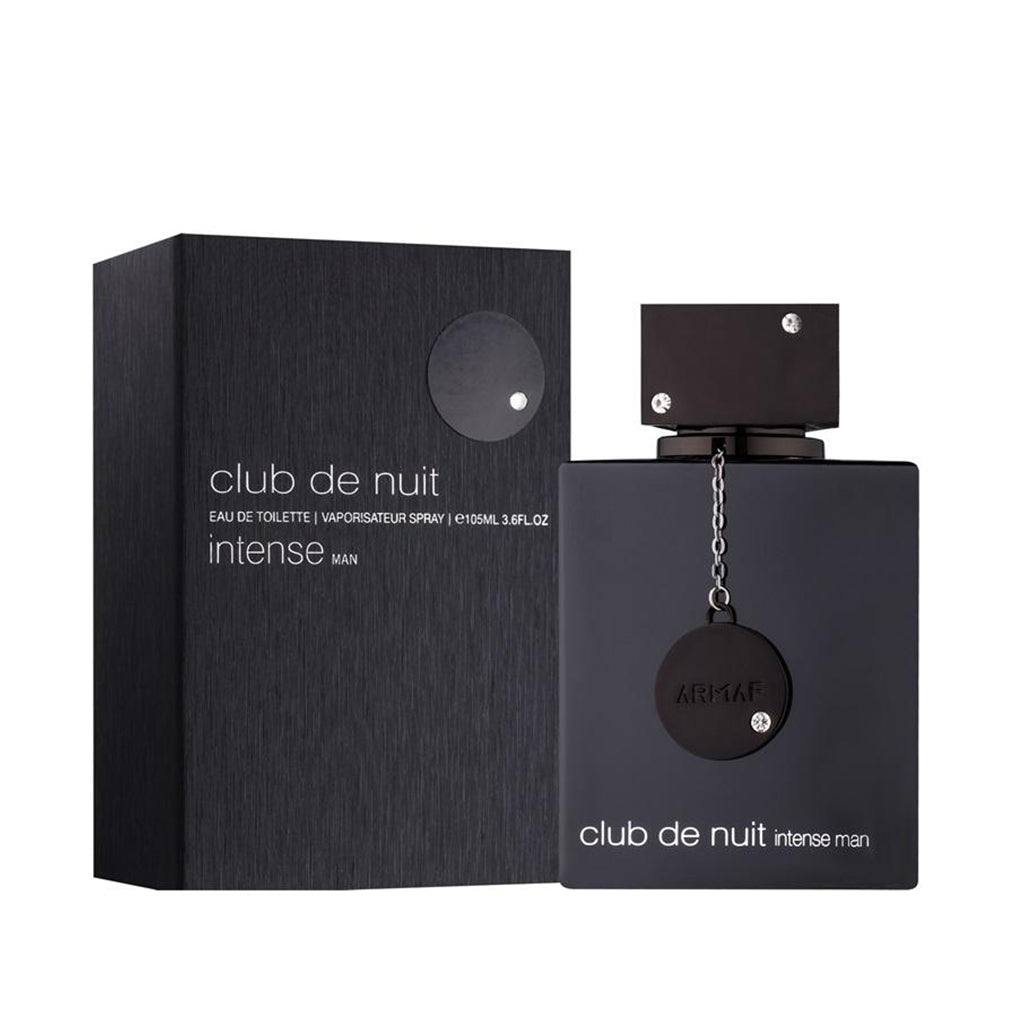 club de nuit
EAU DE TOILETTE | VAPORISATEUR SPRAY | ℮105ML 3.6FL.OZ
intense MAN
ARMAF
club de nuit intense man